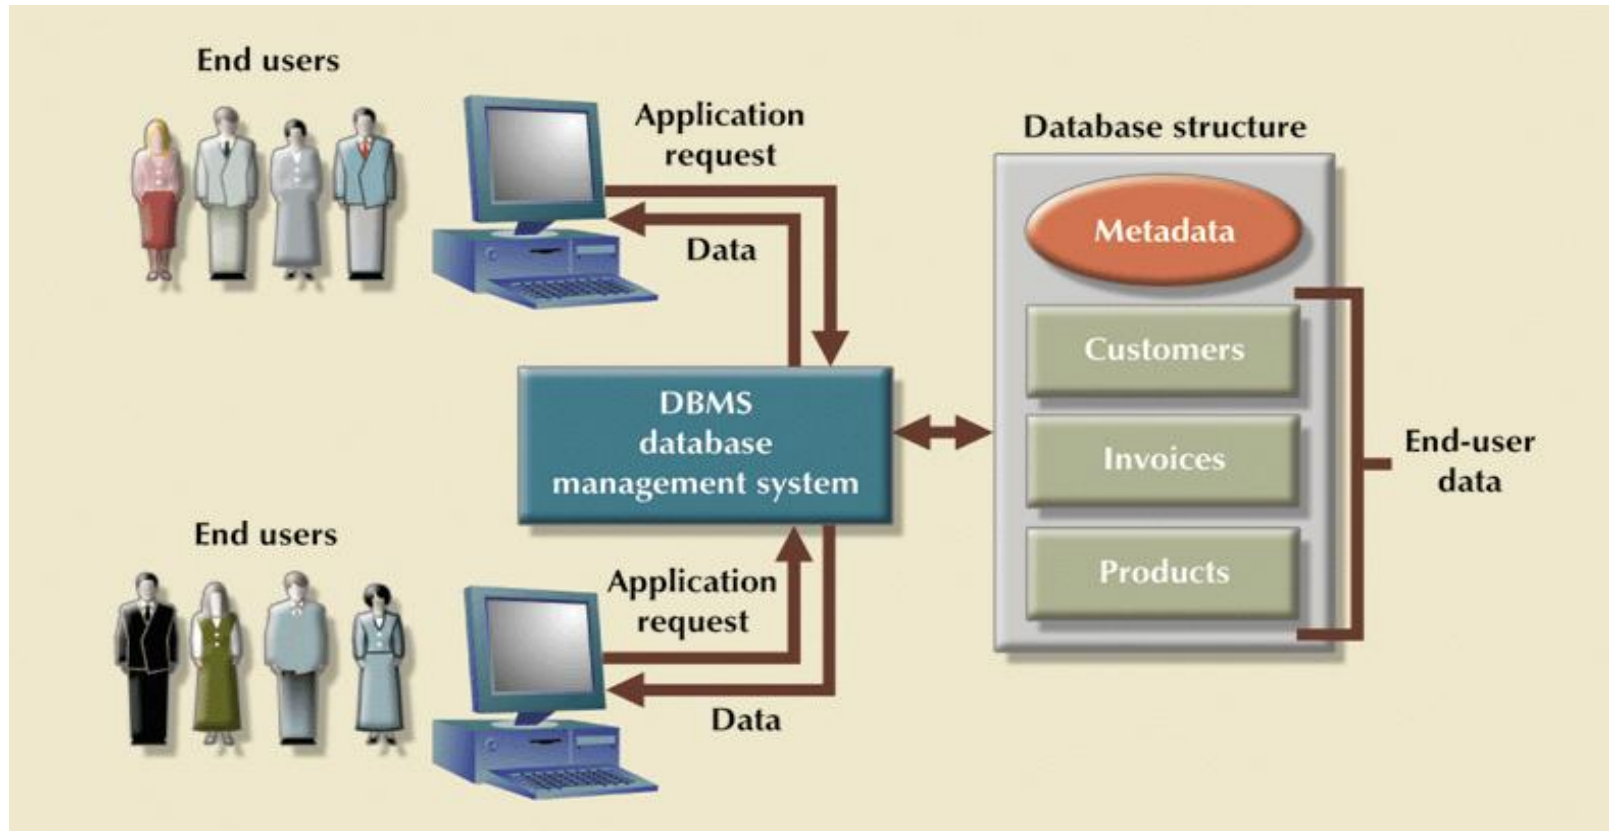 End users
Application
request
Data
Database structure
Metadata
Customers
Invoices
Products
End-user
data
DBMS
database
management system
End users
Application
request
Data